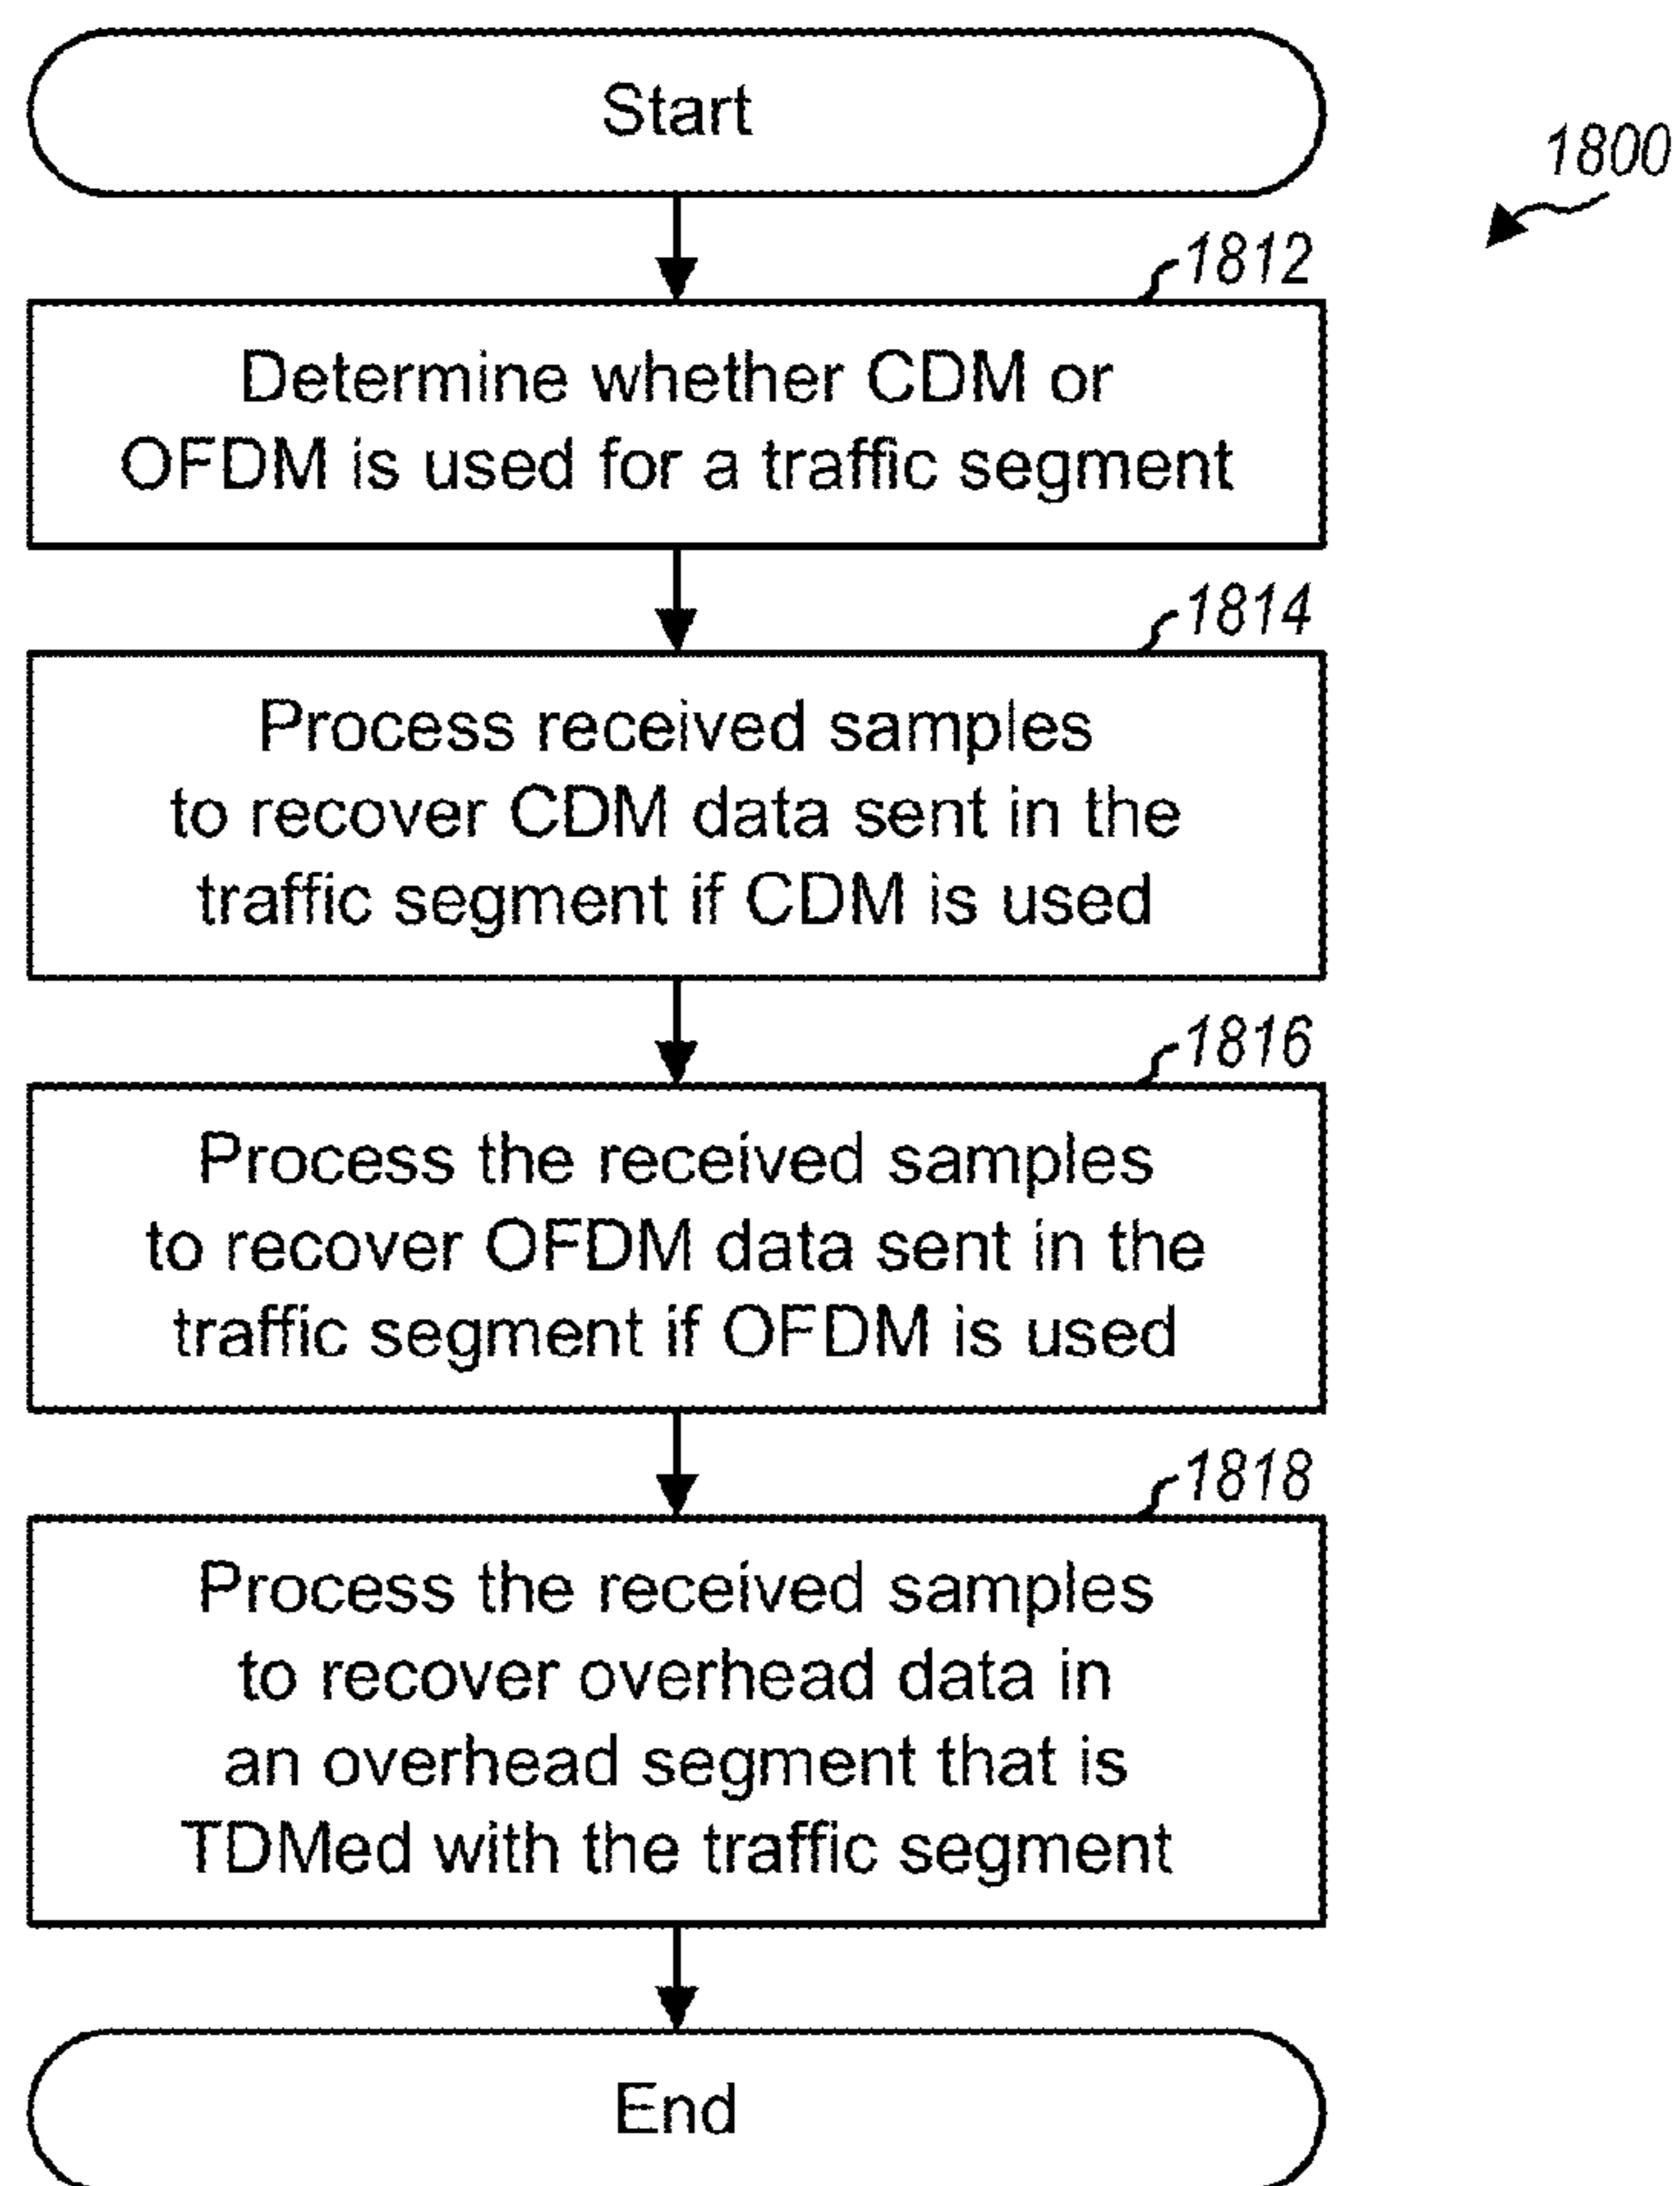 Start
1800
1812
Determine whether CDM or
OFDM is used for a traffic segment
1814
Process received samples
to recover CDM data sent in the
traffic segment if CDM is used
1816
Process the received samples
to recover OFDM data sent in the
traffic segment if OFDM is used
1818
Process the received samples
to recover overhead data in
an overhead segment that is
TDMed with the traffic segment
End